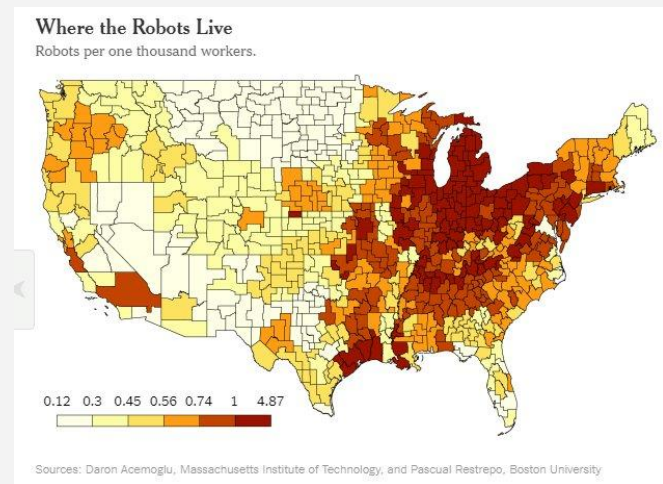 Where the Robots Live
Robots per one thousand workers.
0.12 0.3 0.45 0.56 0.74 1 4.87
Sources: Daron Acemoglu, Massachusetts Institute of Technology, and Pascual Restrepo, Boston University